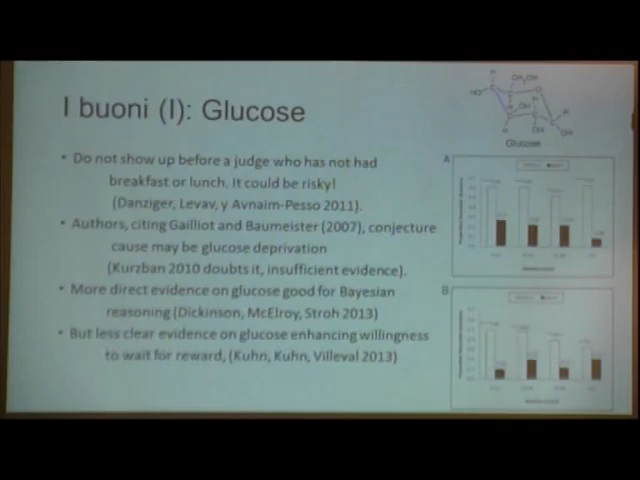 I buoni (I): Glucose
• Do not show up before a judge who has not had
breakfast or lunch. It could be risky!
(Danziger, Levav, y Avnaim-Pesso 2011).
• Authors, citing Gailliot and Baumeister (2007), conjecture
cause may be glucose deprivation
(Kurzban 2010 doubts it, insufficient evidence).
• More direct evidence on glucose good for Bayesian
reasoning (Dickinson, McElroy, Stroh 2013)
• But less clear evidence on glucose enhancing willingness
to wait for reward, (Kuhn, Kuhn, Villeval 2013)
Glucose
A
B